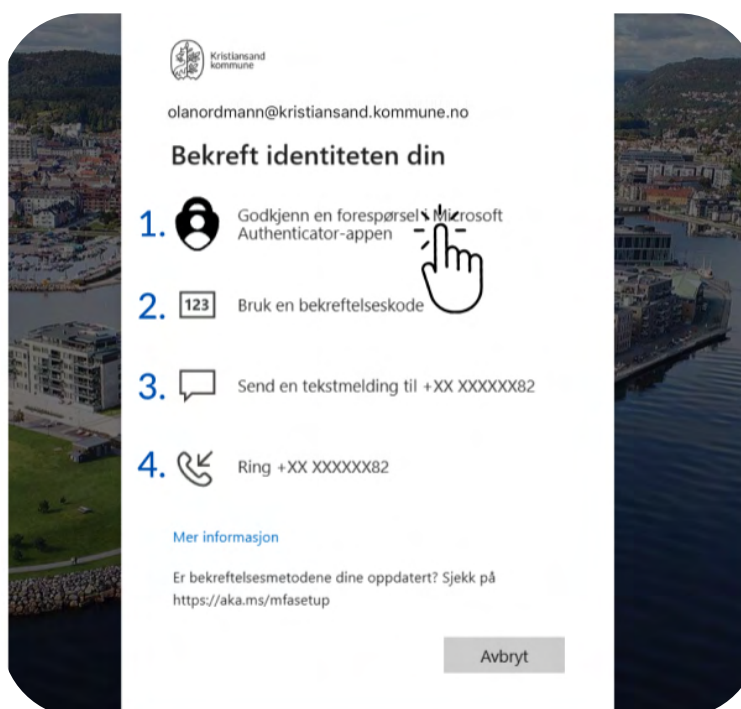 Kristiansand
kommune
olanordmann@kristiansand.kommune.no
Bekreft identiteten din
1. Godkjenn en forespørsel i Microsoft
Authenticator-appen
2. 123 Bruk en bekreftelseskode
3. Send en tekstmelding til +XX XXXXXX82
4. Ring +XX XXXXXX82
Mer informasjon
Er bekreftelsesmetodene dine oppdatert? Sjekk på
https://aka.ms/mfasetup
Avbryt